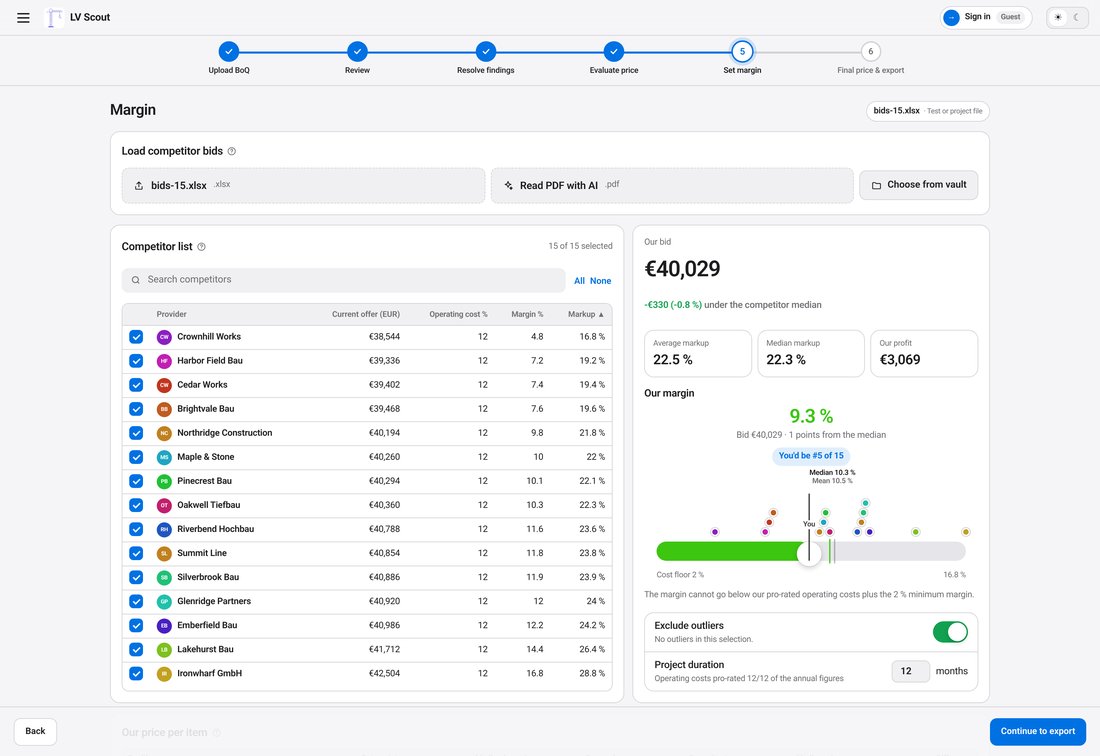 LV Scout
Sign in Guest
5
6
Upload BoQ Review Resolve findings Evaluate price Set margin Final price & export
Margin
bids-15.xlsx · Test or project file
Load competitor bids
bids-15.xlsx .xlsx
Read PDF with AI .pdf
Choose from vault
Competitor list
15 of 15 selected
Search competitors
All None
Provider Current offer (EUR) Operating cost % Margin % Markup ▲
CW Crownhill Works €38,544 12 4.8 16.8 %
HF Harbor Field Bau €39,336 12 7.2 19.2 %
CW Cedar Works €39,402 12 7.4 19.4 %
BB Brightvale Bau €39,468 12 7.6 19.6 %
NC Northridge Construction €40,194 12 9.8 21.8 %
MS Maple & Stone €40,260 12 10 22 %
PB Pinecrest Bau €40,294 12 10.1 22.1 %
OT Oakwell Tiefbau €40,360 12 10.3 22.3 %
RH Riverbend Hochbau €40,788 12 11.6 23.6 %
SL Summit Line €40,854 12 11.8 23.8 %
SB Silverbrook Bau €40,886 12 11.9 23.9 %
GP Glenridge Partners €40,920 12 12 24 %
EB Emberfield Bau €40,986 12 12.2 24.2 %
LB Lakehurst Bau €41,712 12 14.4 26.4 %
IR Ironwharf GmbH €42,504 12 16.8 28.8 %
Our bid
€40,029
-€330 (-0.8 %) under the competitor median
Average markup
22.5 %
Median markup
22.3 %
Our profit
€3,069
Our margin
9.3 %
Bid €40,029 · 1 points from the median
You'd be #5 of 15
Median 10.3 %
Mean 10.5 %
You
Cost floor 2 % 16.8 %
The margin cannot go below our pro-rated operating costs plus the 2 % minimum margin.
Exclude outliers
No outliers in this selection.
Project duration
Operating costs pro-rated 12/12 of the annual figures
12 months
Back
Our price per item
Continue to export